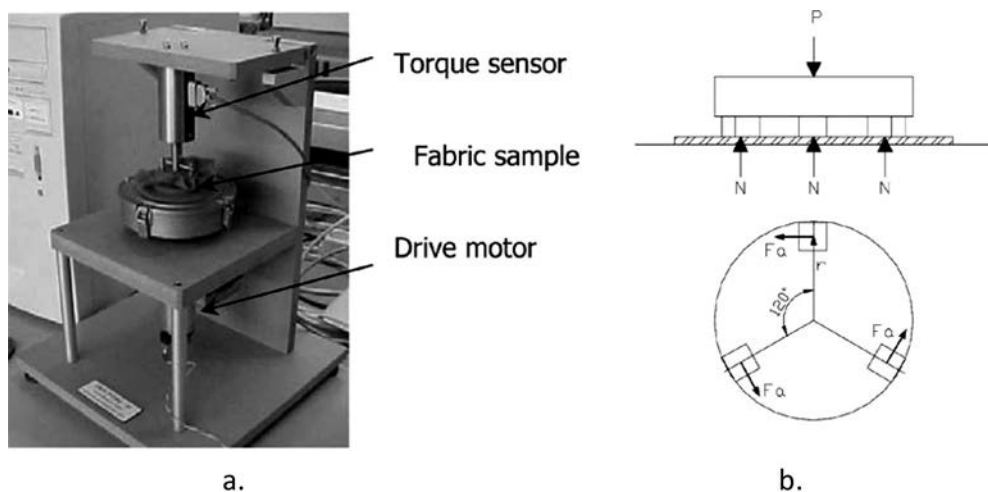 Torque sensor
Fabric sample
Drive motor
P
N N N
Fa
r
120°
Fa
Fa
a.
b.